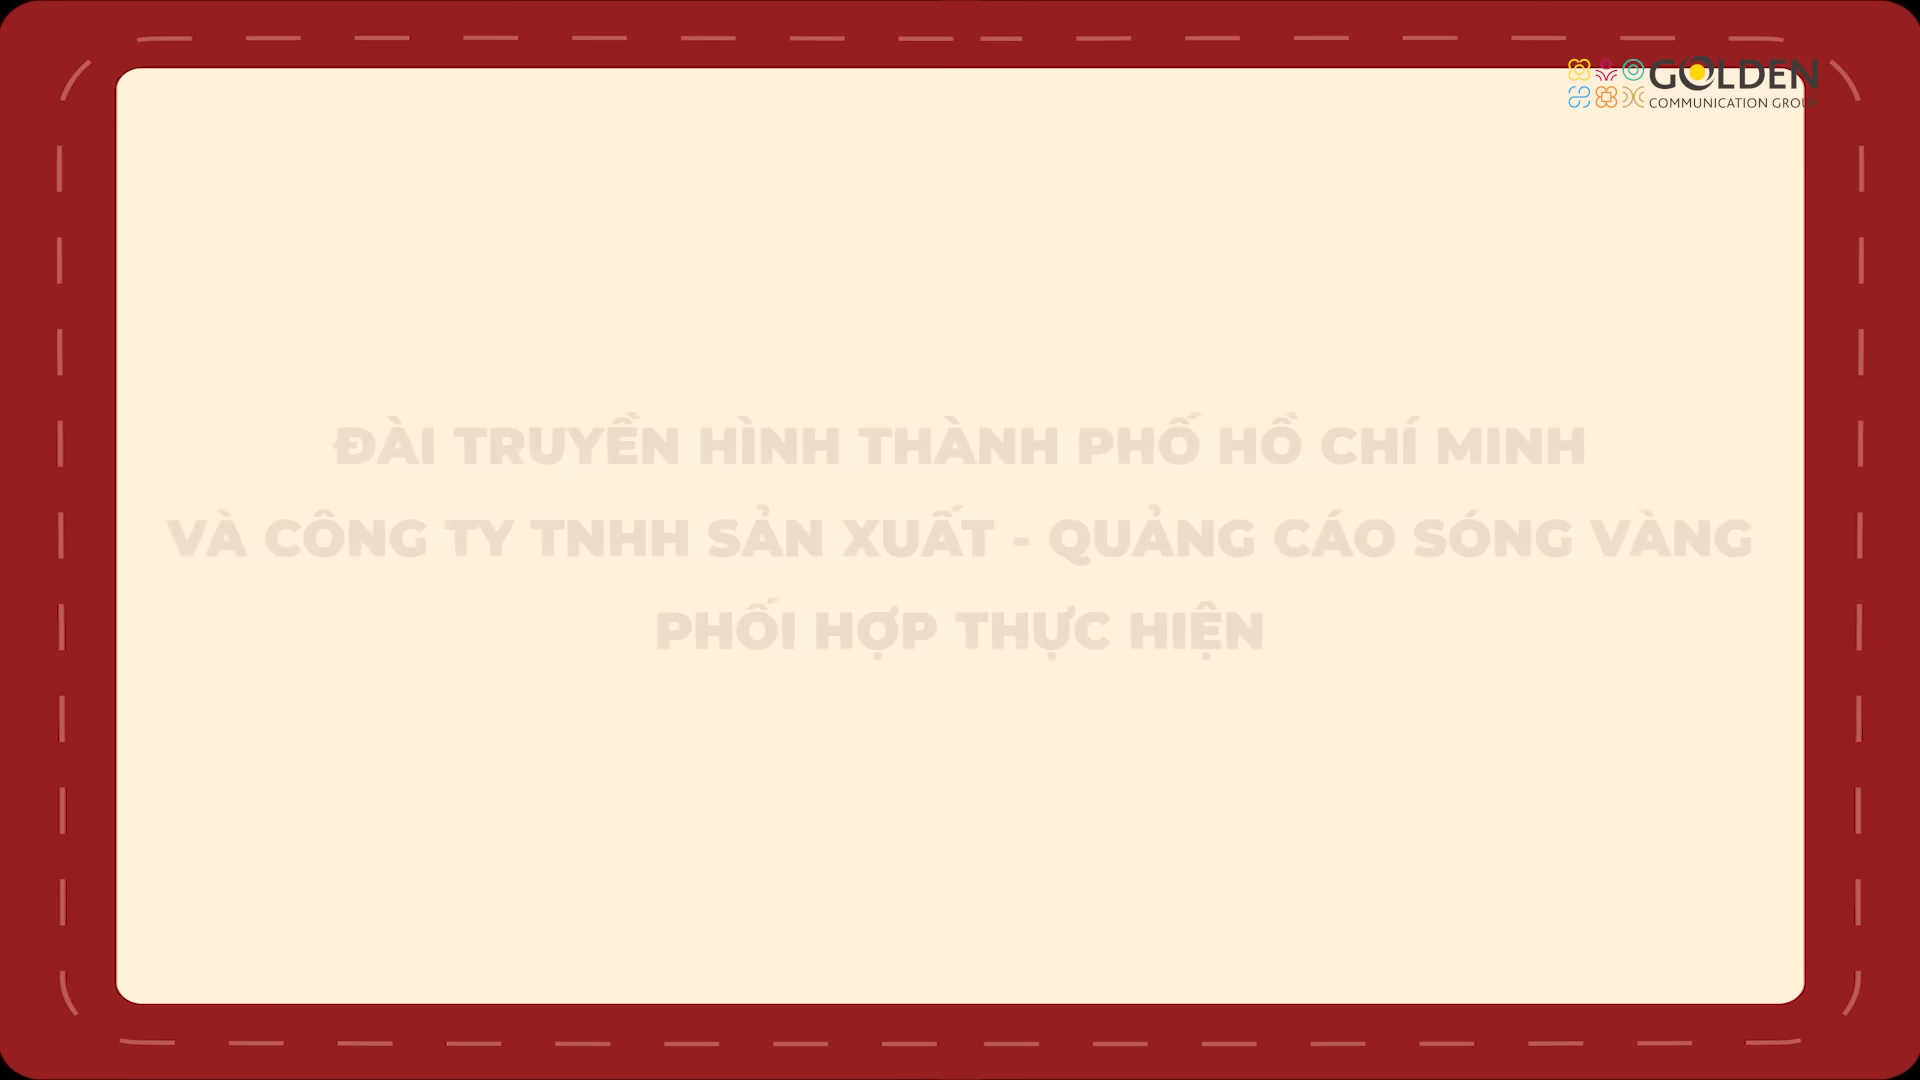 GOLDEN
COMMUNICATION GROUP
ĐÀI TRUYỀN HÌNH THÀNH PHỐ HỒ CHÍ MINH
VÀ CÔNG TY TNHH SẢN XUẤT - QUẢNG CÁO SÓNG VÀNG
PHỐI HỢP THỰC HIỆN